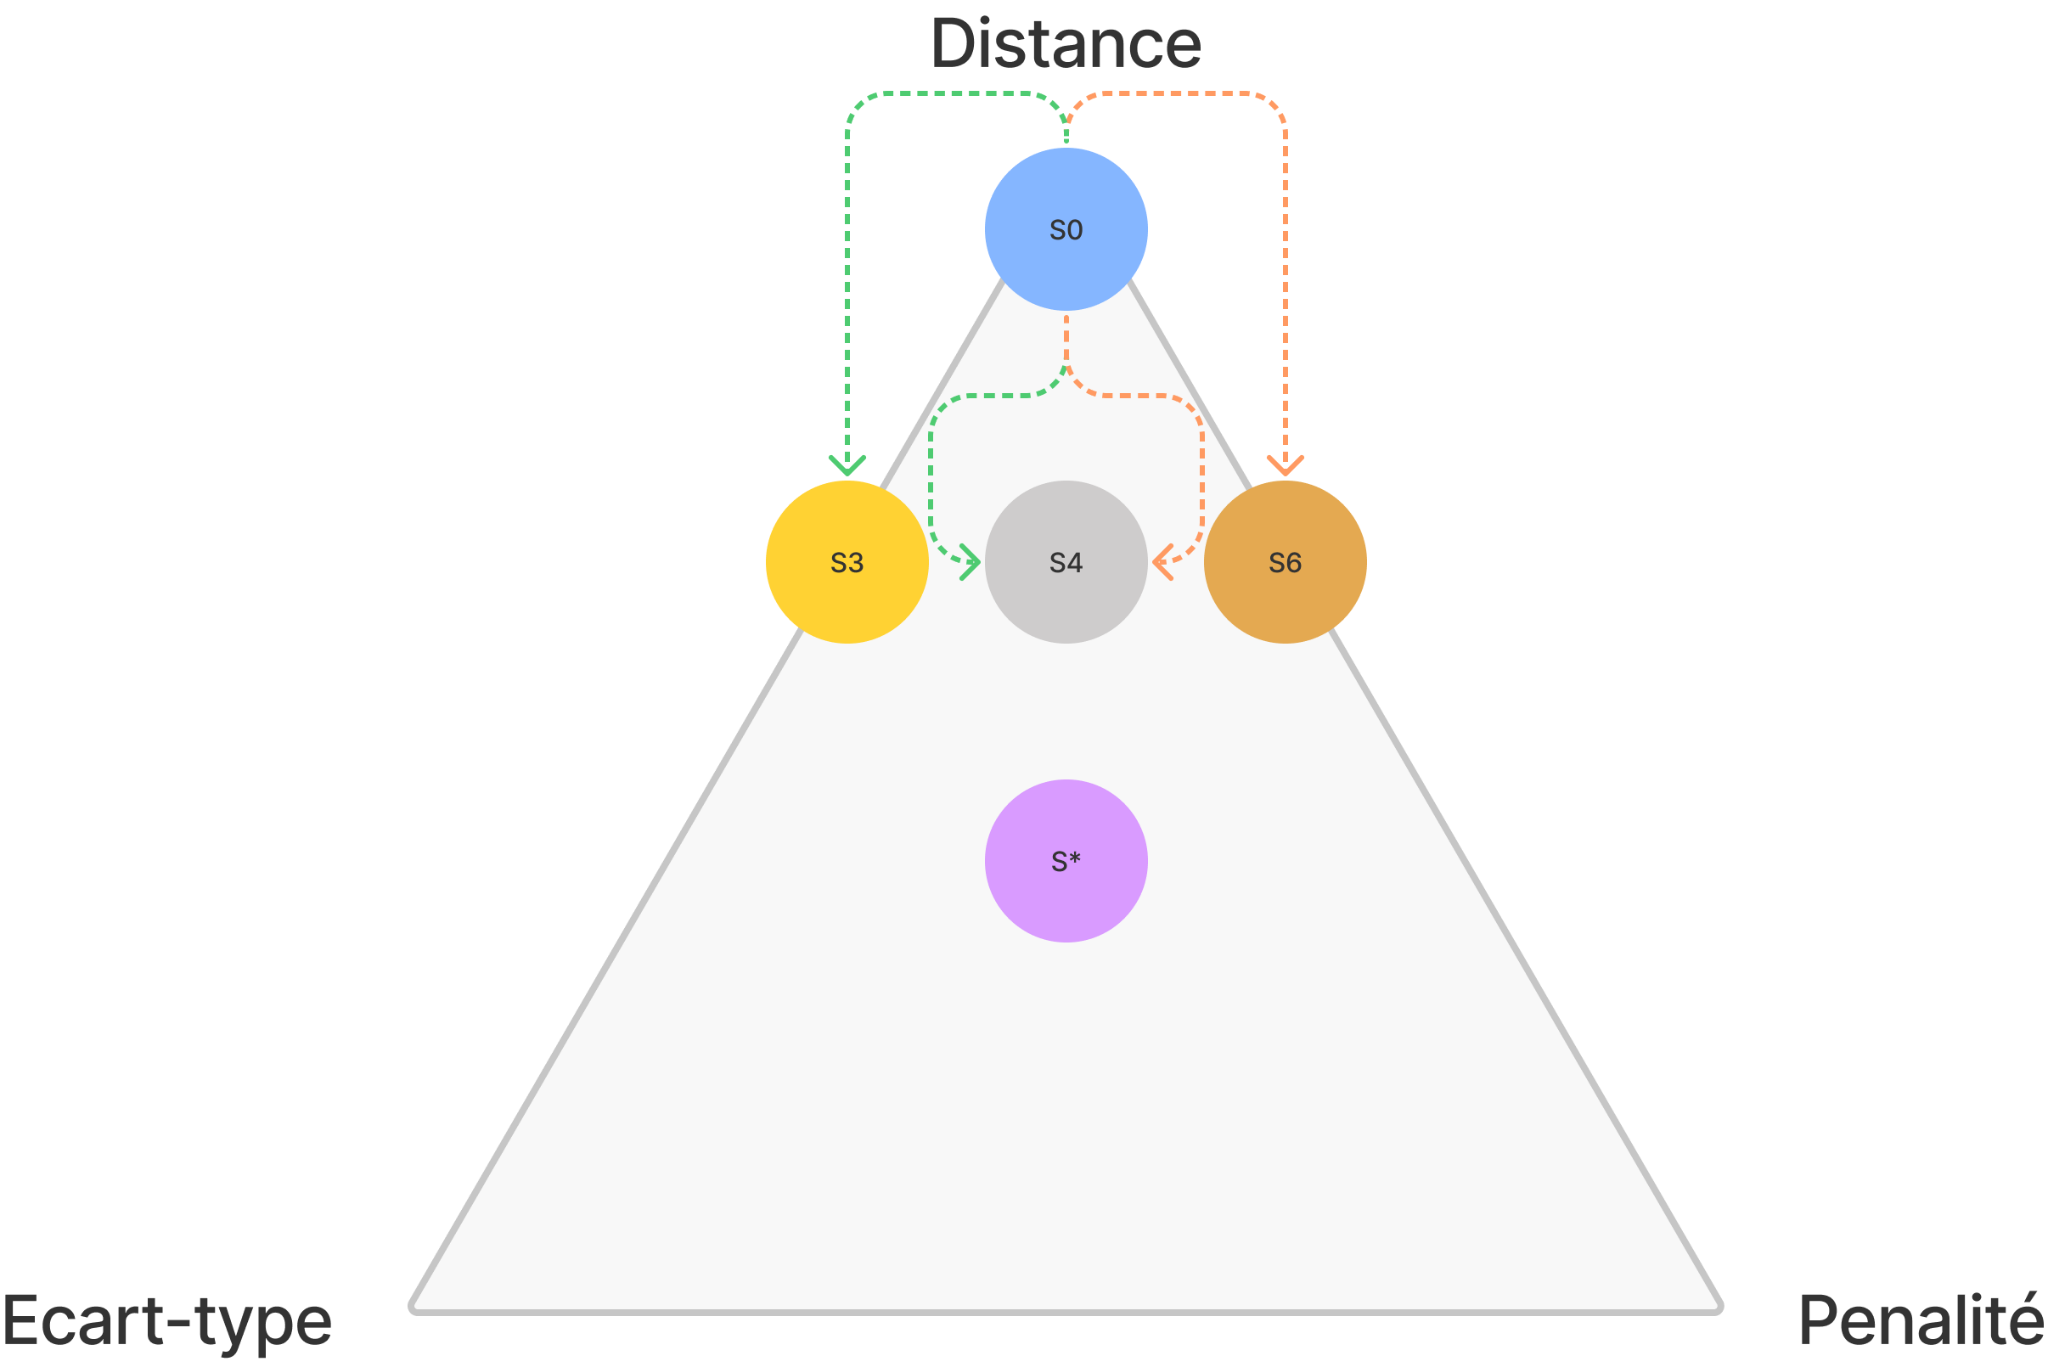 Distance
S0
S3
S4
S6
S*
Ecart-type
Penalité